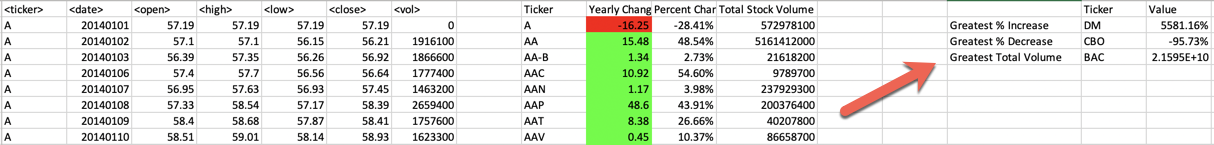 <ticker> <date> <open> <high> <low> <close> <vol> Ticker Yearly Chang Percent Char Total Stock Volume Ticker Value
A 20140101 57.19 57.19 57.19 57.19 0 A -16.25 -28.41% 572978100 Greatest % Increase DM 5581.16%
A 20140102 57.1 57.1 56.15 56.21 1916100 AA 15.48 48.54% 5161412000 Greatest % Decrease CBO -95.73%
A 20140103 56.39 57.35 56.26 56.92 1866600 AA-B 1.34 2.73% 21618200 Greatest Total Volume BAC 2.1595E+10
A 20140106 57.4 57.7 56.56 56.64 1777400 AAC 10.92 54.60% 9789700
A 20140107 56.95 57.63 56.93 57.45 1463200 AAN 1.17 3.98% 237929300
A 20140108 57.33 58.54 57.17 58.39 2659400 AAP 48.6 43.91% 200376400
A 20140109 58.4 58.68 57.87 58.41 1757600 AAT 8.38 26.66% 40207800
A 20140110 58.51 59.01 58.14 58.93 1623300 AAV 0.45 10.37% 86658700